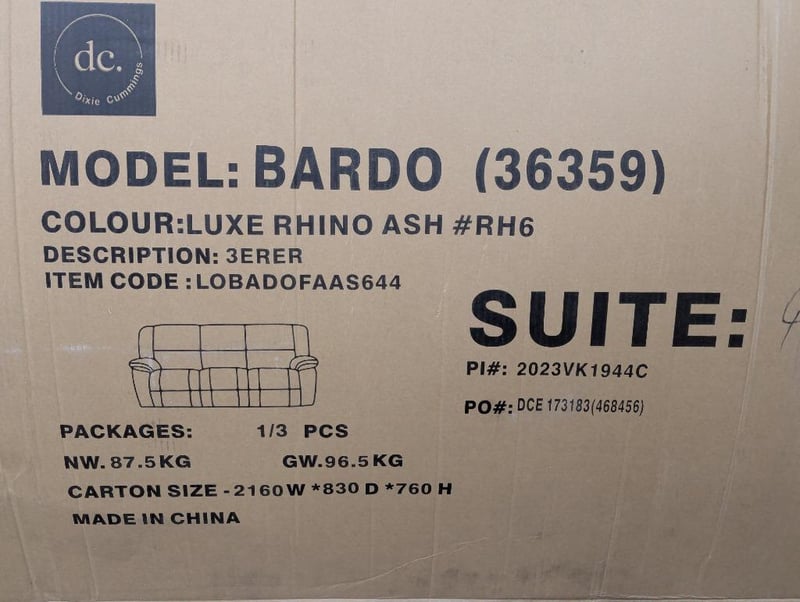 dc.
Dixie Cummings
MODEL: BARDO (36359)
COLOUR:LUXE RHINO ASH #RH6
DESCRIPTION: 3ERER
ITEM CODE :LOBADOFAAS644
SUITE:
PI#: 2023VK1944C
PO#: DCE 173183(468456)
PACKAGES: 1/3 PCS
NW. 87.5KG GW.96.5KG
CARTON SIZE -2160W *830 D *760 H
MADE IN CHINA